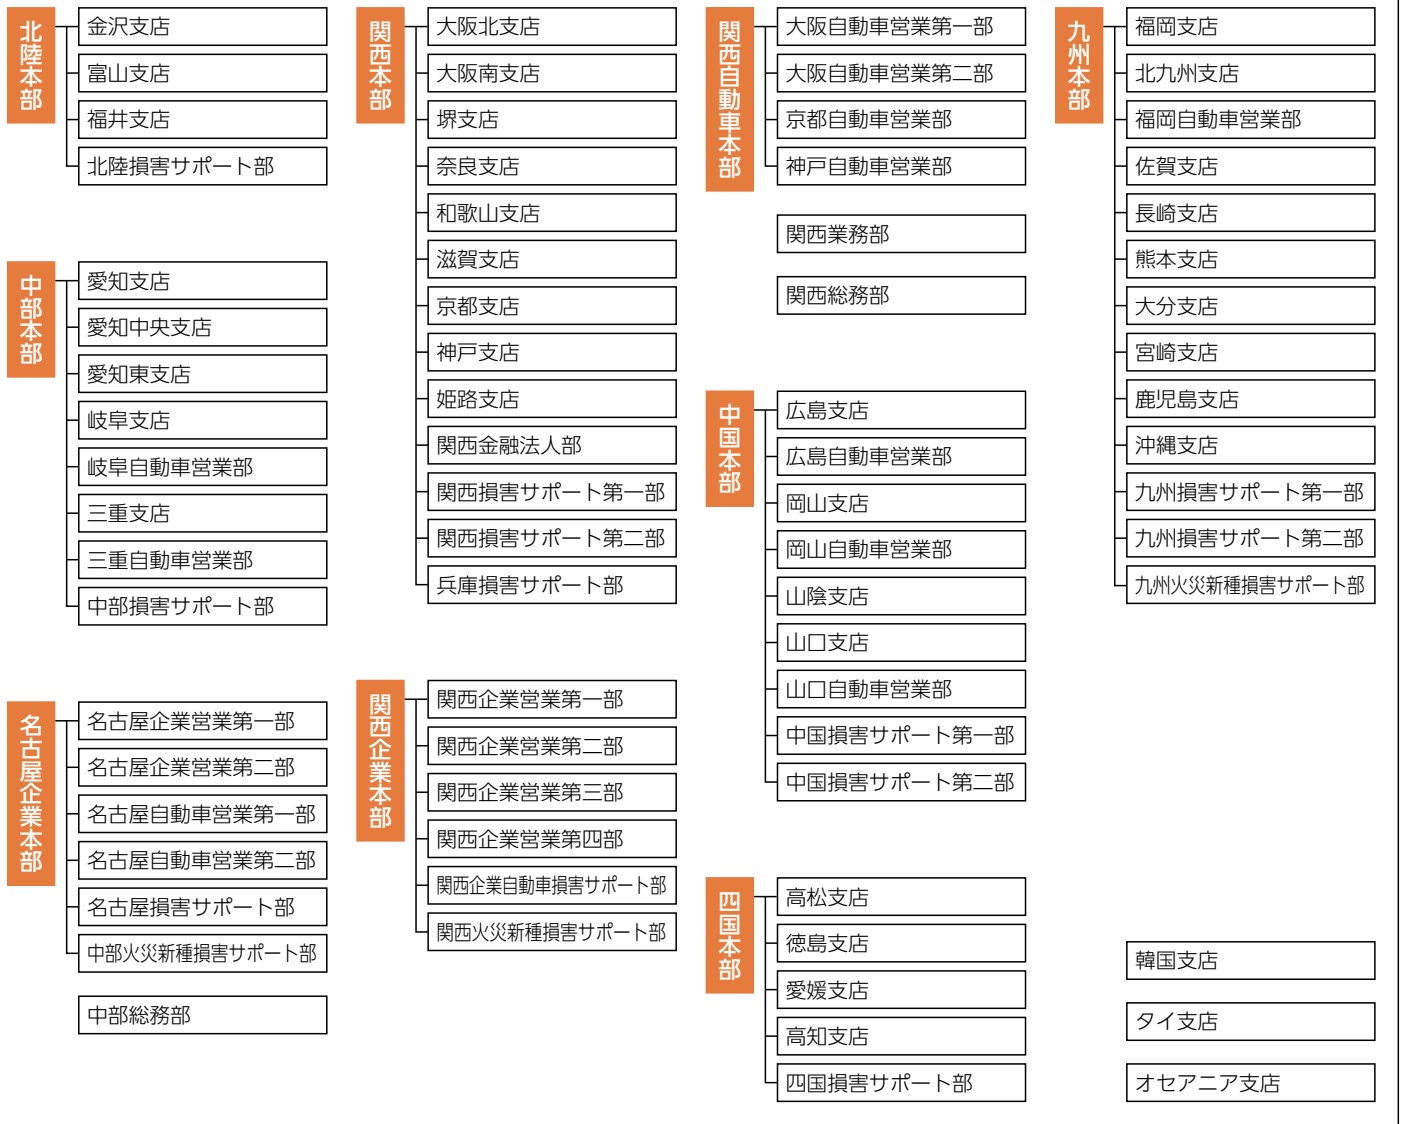 北陸本部
金沢支店
富山支店
福井支店
北陸損害サポート部
中部本部
愛知支店
愛知中央支店
愛知東支店
岐阜支店
岐阜自動車営業部
三重支店
三重自動車営業部
中部損害サポート部
名古屋企業本部
名古屋企業営業第一部
名古屋企業営業第二部
名古屋自動車営業第一部
名古屋自動車営業第二部
名古屋損害サポート部
中部火災新種損害サポート部
中部総務部
関西本部
大阪北支店
大阪南支店
堺支店
奈良支店
和歌山支店
滋賀支店
京都支店
神戸支店
姫路支店
関西金融法人部
関西損害サポート第一部
関西損害サポート第二部
兵庫損害サポート部
関西企業本部
関西企業営業第一部
関西企業営業第二部
関西企業営業第三部
関西企業営業第四部
関西企業自動車損害サポート部
関西火災新種損害サポート部
関西自動車本部
大阪自動車営業第一部
大阪自動車営業第二部
京都自動車営業部
神戸自動車営業部
関西業務部
関西総務部
中国本部
広島支店
広島自動車営業部
岡山支店
岡山自動車営業部
山陰支店
山口支店
山口自動車営業部
中国損害サポート第一部
中国損害サポート第二部
四国本部
高松支店
徳島支店
愛媛支店
高知支店
四国損害サポート部
九州本部
福岡支店
北九州支店
福岡自動車営業部
佐賀支店
長崎支店
熊本支店
大分支店
宮崎支店
鹿児島支店
沖縄支店
九州損害サポート第一部
九州損害サポート第二部
九州火災新種損害サポート部
韓国支店
タイ支店
オセアニア支店